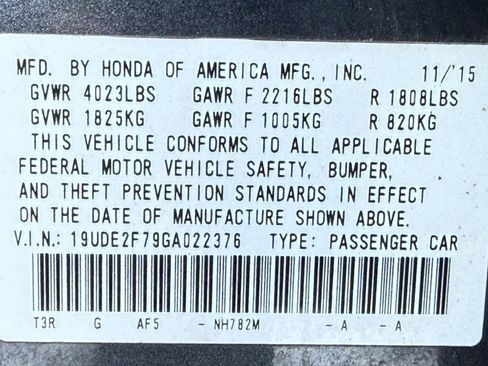 MFD. BY HONDA OF AMERICA MFG., INC. 11/'15
GVWR 4023LBS GAWR F 2216LBS R 1808LBS
GVWR 1825KG GAWR F 1005KG R 820KG
THIS VEHICLE CONFORMS TO ALL APPLICABLE
FEDERAL MOTOR VEHICLE SAFETY, BUMPER,
AND THEFT PREVENTION STANDARDS IN EFFECT
ON THE DATE OF MANUFACTURE SHOWN ABOVE.
V.I.N.: 19UDE2F79GA022376 TYPE: PASSENGER CAR
T3R G AF5 - NH782M - A - A